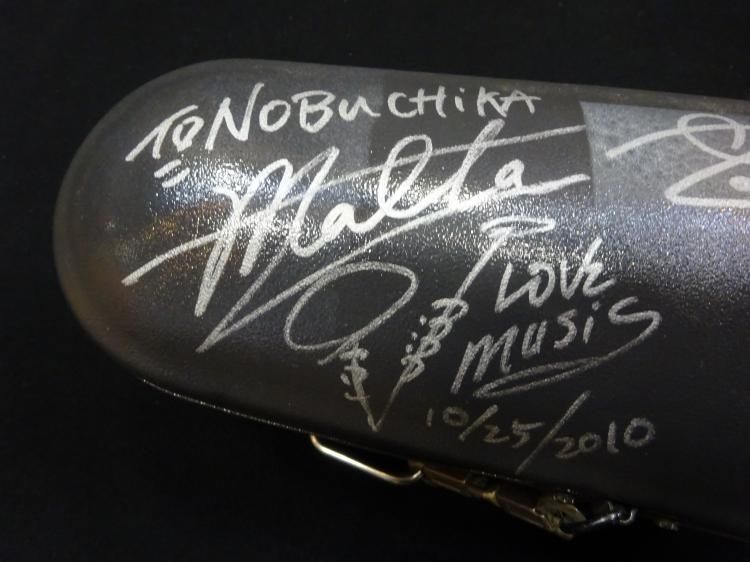 To NOBUCHiKA
Malta
LOVE
MUSIC
10/25/2010